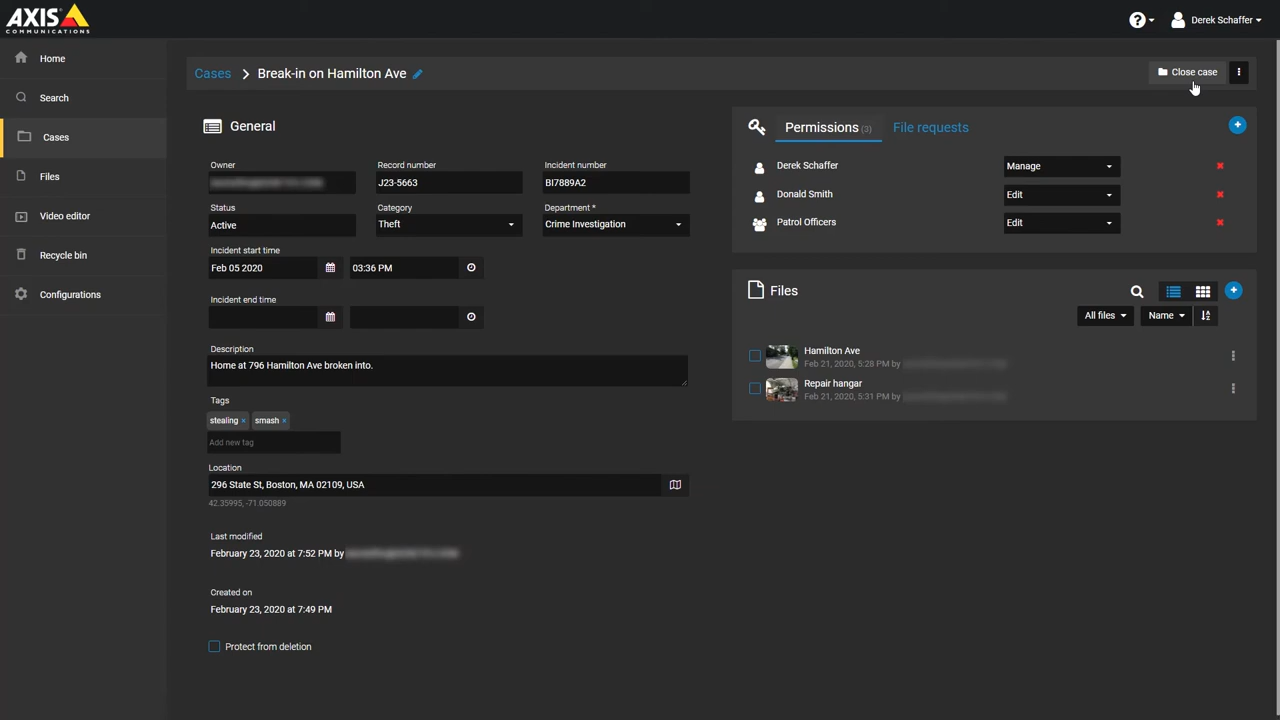 AXIS
COMMUNICATIONS
Derek Schaffer
Home
Search
Cases
Files
Video editor
Recycle bin
Configurations
Cases > Break-in on Hamilton Ave
Close case
General
Owner
Record number
J23-5663
Incident number
BI7889A2
Status
Active
Category
Theft
Department *
Crime Investigation
Incident start time
Feb 05 2020
03:36 PM
Incident end time
Description
Home at 796 Hamilton Ave broken into.
Tags
stealing ×
smash ×
Add new tag
Location
296 State St, Boston, MA 02109, USA
42.35995, -71.050889
Last modified
February 23, 2020 at 7:52 PM by
Created on
February 23, 2020 at 7:49 PM
Protect from deletion
Permissions (3)
File requests
Derek Schaffer
Manage
Donald Smith
Edit
Patrol Officers
Edit
Files
All files
Name
Hamilton Ave
Feb 21, 2020, 5:28 PM by
Repair hangar
Feb 21, 2020, 5:31 PM by